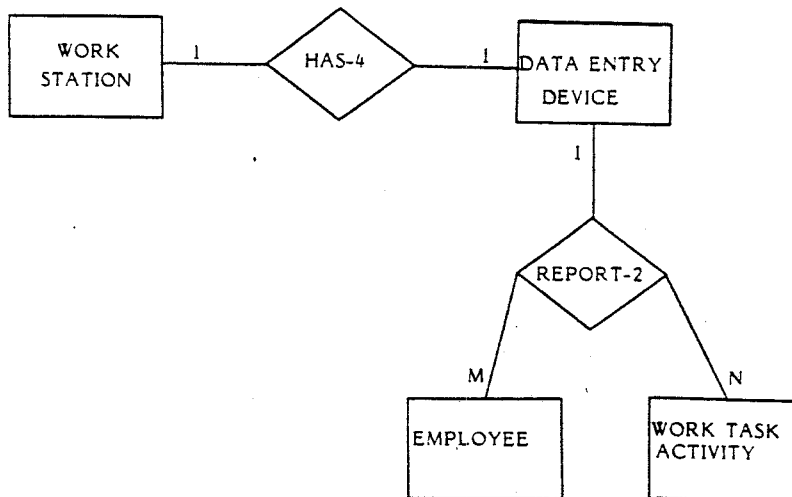 WORK
STATION
1
HAS-4
1
DATA ENTRY
DEVICE
1
REPORT-2
M
N
EMPLOYEE
WORK TASK
ACTIVITY